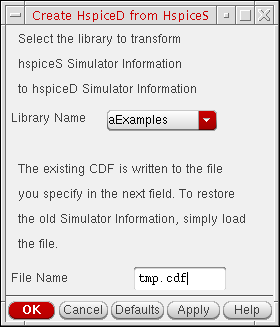 Create HspiceD from HspiceS
Select the library to transform
hspiceS Simulator Information
to hspiceD Simulator Information
Library Name aExamples
The existing CDF is written to the file
you specify in the next field. To restore
the old Simulator Information, simply load
the file.
File Name tmp.cdf
OK Cancel Defaults Apply Help